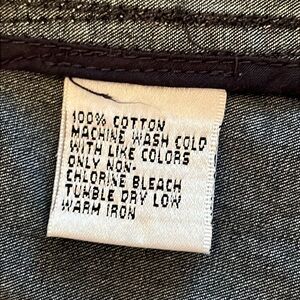 100% COTTON
MACHINE WASH COLD
WITH LIKE COLORS
ONLY NON-
CHLORINE BLEACH
TUMBLE DRY LOW
WARM IRON